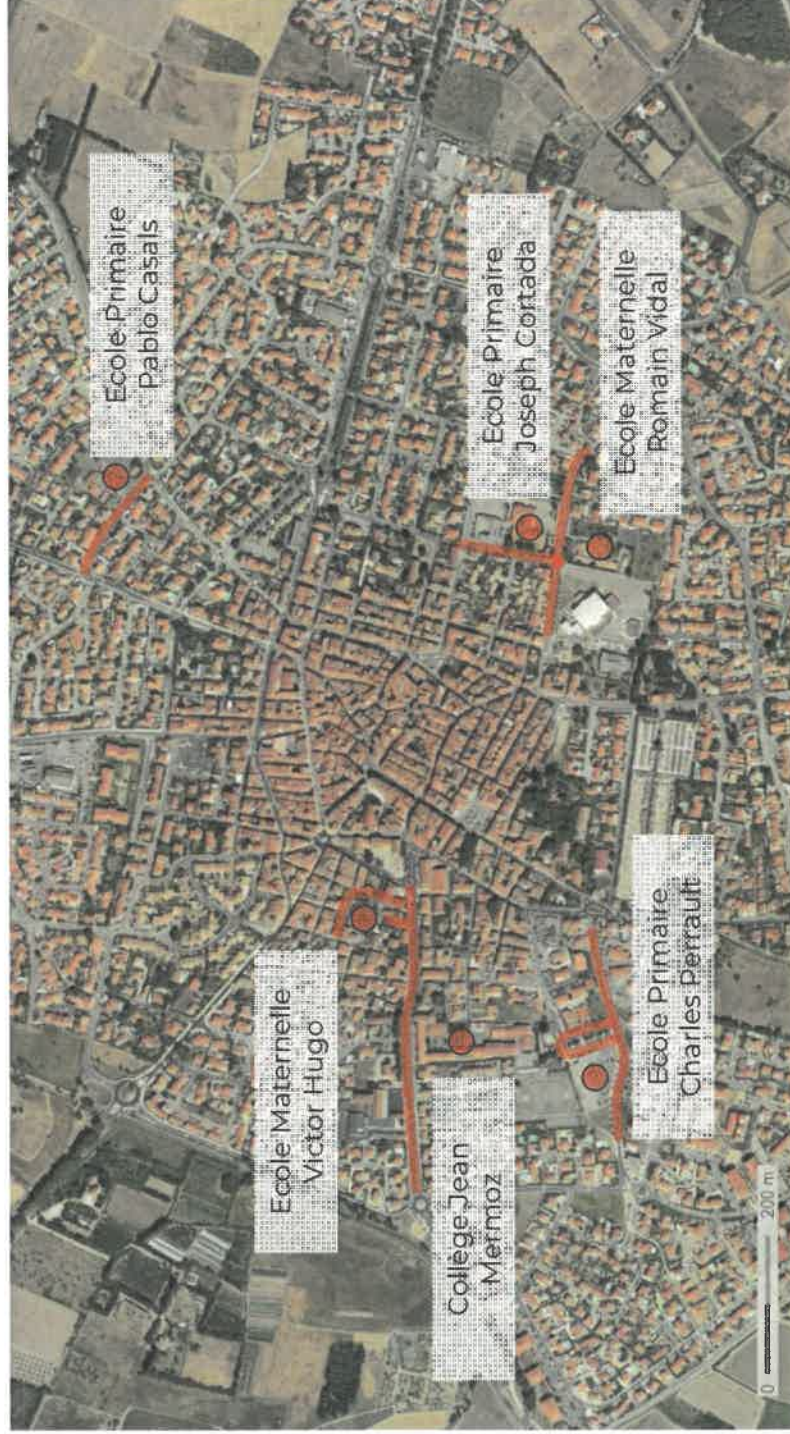 Ecole Primaire
Pablo Casals
Ecole Maternelle
Victor Hugo
College Jean
Mermoz
Ecole Primaire
Joseph Cortada
Ecole Maternelle
Romain Vidal
Ecole Primaire
Charles Perrault
0 200 m